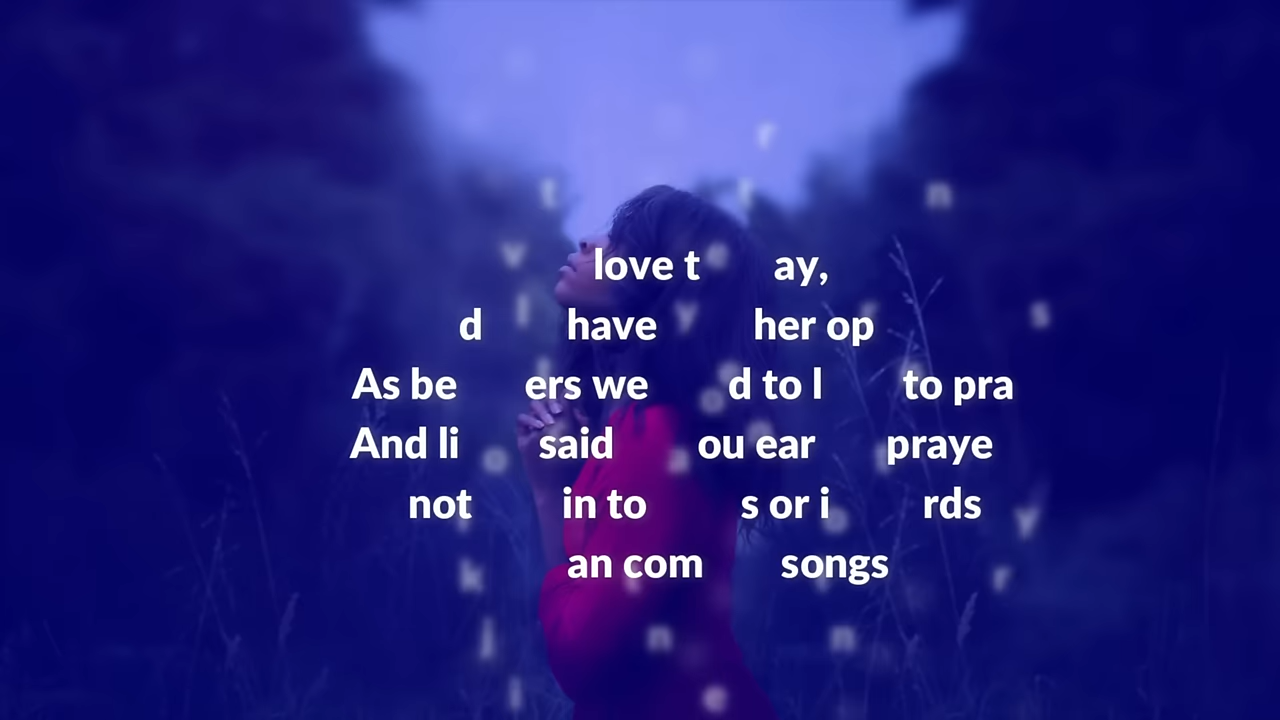 love t ay,
d have her op
As be ers we d to l to pra
And li said ou ear praye
not in to s or i rds
an com songs